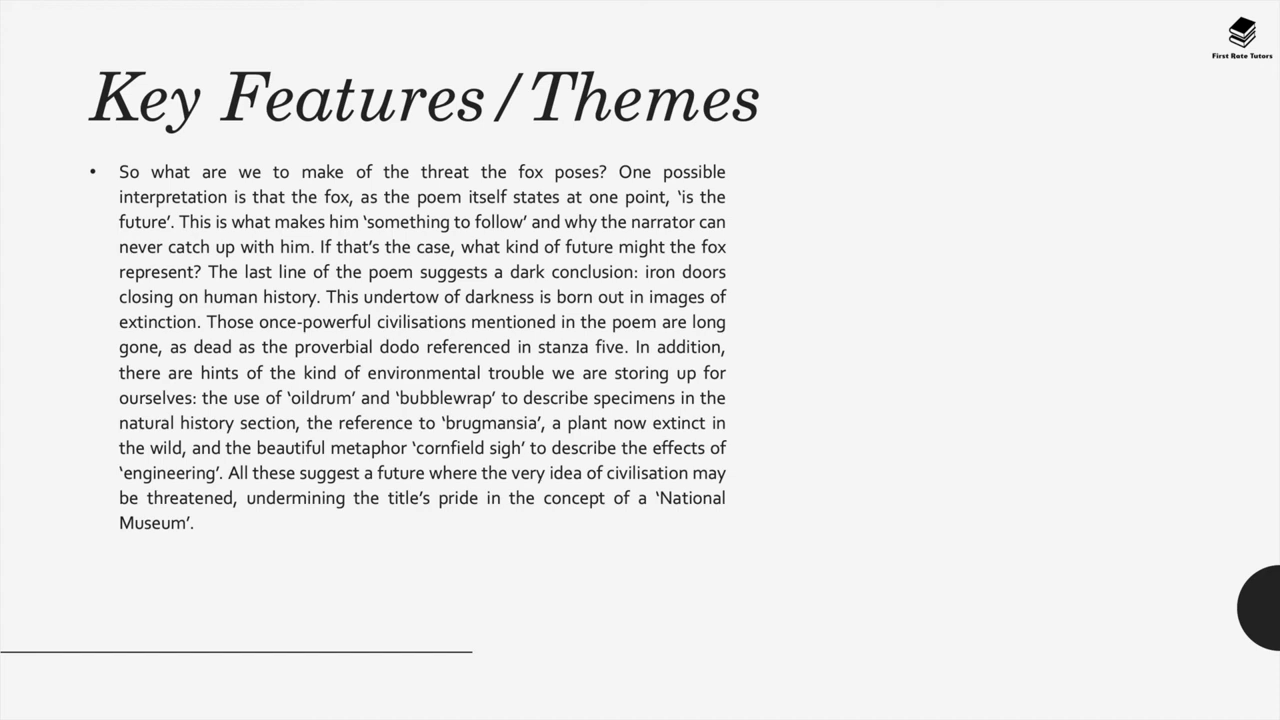 First Rate Tutors
Key Features/Themes
• So what are we to make of the threat the fox poses? One possible
interpretation is that the fox, as the poem itself states at one point, ‘is the
future’. This is what makes him ‘something to follow’ and why the narrator can
never catch up with him. If that’s the case, what kind of future might the fox
represent? The last line of the poem suggests a dark conclusion: iron doors
closing on human history. This undertow of darkness is born out in images of
extinction. Those once-powerful civilisations mentioned in the poem are long
gone, as dead as the proverbial dodo referenced in stanza five. In addition,
there are hints of the kind of environmental trouble we are storing up for
ourselves: the use of ‘oildrum’ and ‘bubblewrap’ to describe specimens in the
natural history section, the reference to ‘brugmansia’, a plant now extinct in
the wild, and the beautiful metaphor ‘cornfield sigh’ to describe the effects of
‘engineering’. All these suggest a future where the very idea of civilisation may
be threatened, undermining the title’s pride in the concept of a ‘National
Museum’.